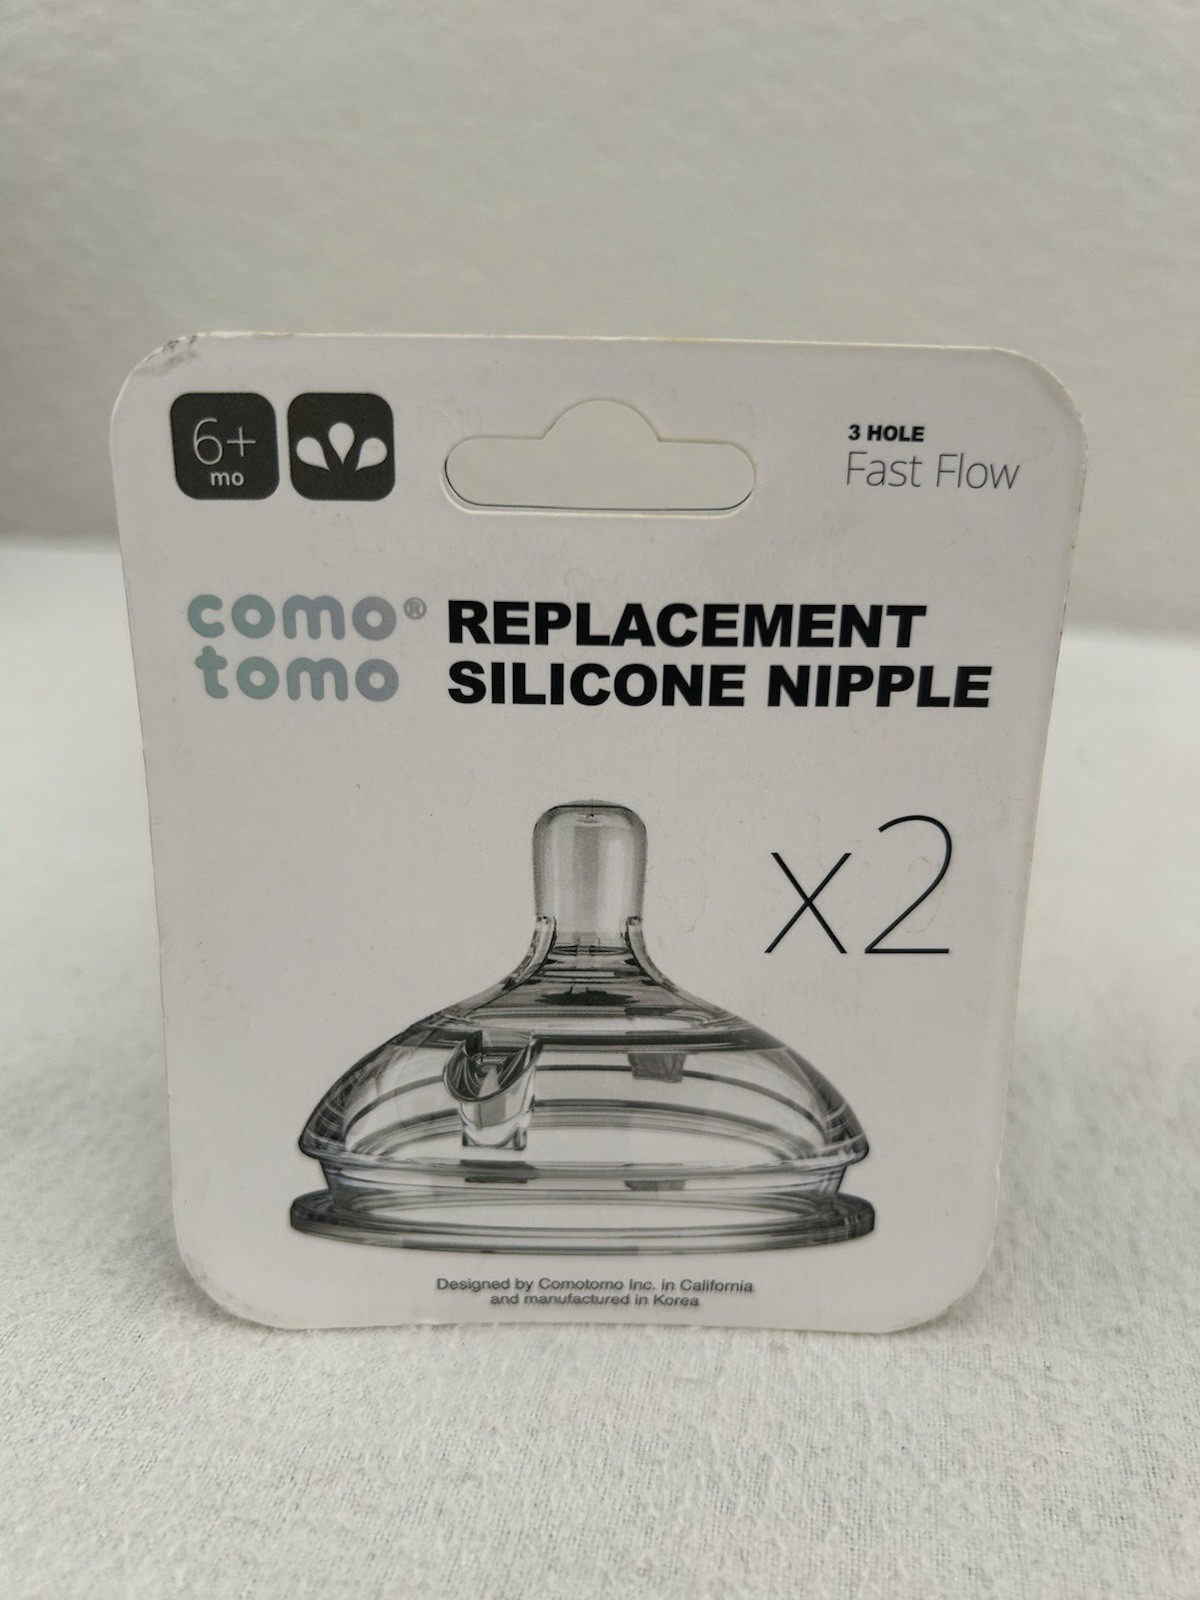 6+
mo
3 HOLE
Fast Flow
como®
tomo
REPLACEMENT
SILICONE NIPPLE
x2
Designed by Comotomo Inc. in California
and manufactured in Korea